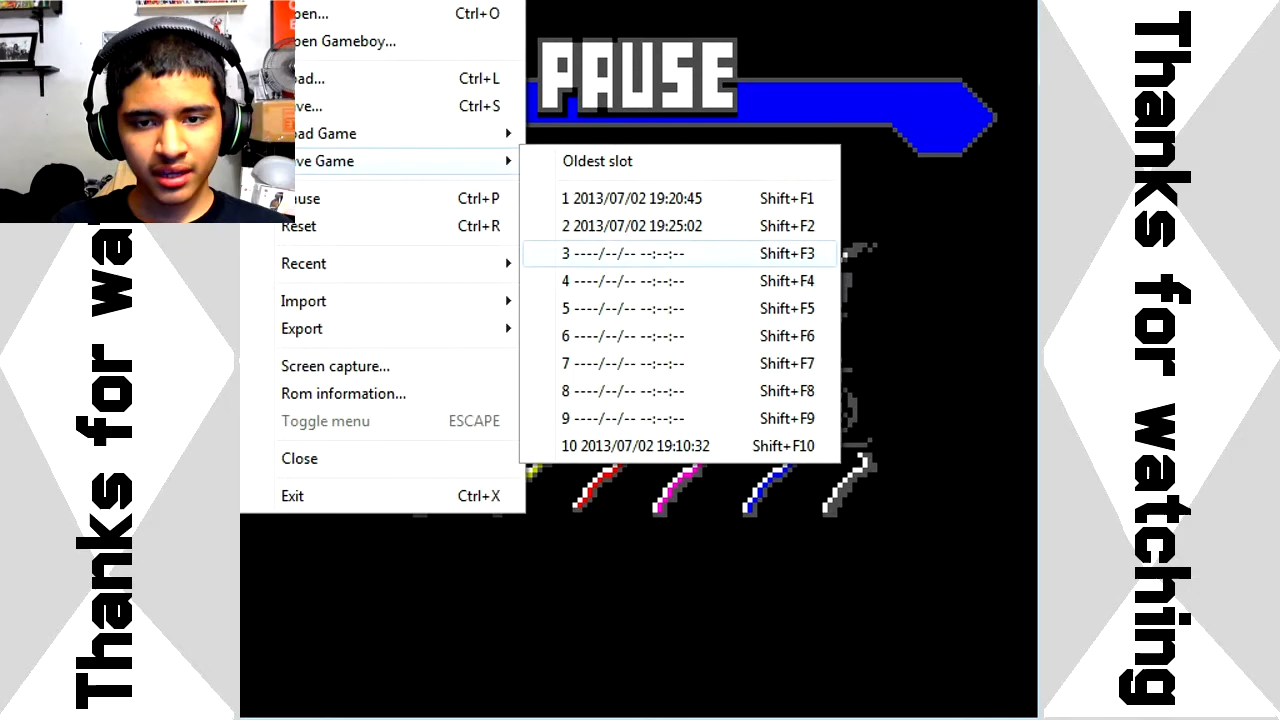 Thanks for wa
pen... Ctrl+O
pen Gameboy...
ad... Ctrl+L
ve... Ctrl+S
ad Game
ve Game
use Ctrl+P
Reset Ctrl+R
Recent
Import
Export
Screen capture...
Rom information...
Toggle menu ESCAPE
Close
Exit Ctrl+X
PAUSE
Oldest slot
1 2013/07/02 19:20:45 Shift+F1
2 2013/07/02 19:25:02 Shift+F2
3 ----/--/-- --:--:-- Shift+F3
4 ----/--/-- --:--:-- Shift+F4
5 ----/--/-- --:--:-- Shift+F5
6 ----/--/-- --:--:-- Shift+F6
7 ----/--/-- --:--:-- Shift+F7
8 ----/--/-- --:--:-- Shift+F8
9 ----/--/-- --:--:-- Shift+F9
10 2013/07/02 19:10:32 Shift+F10
Thanks for watching